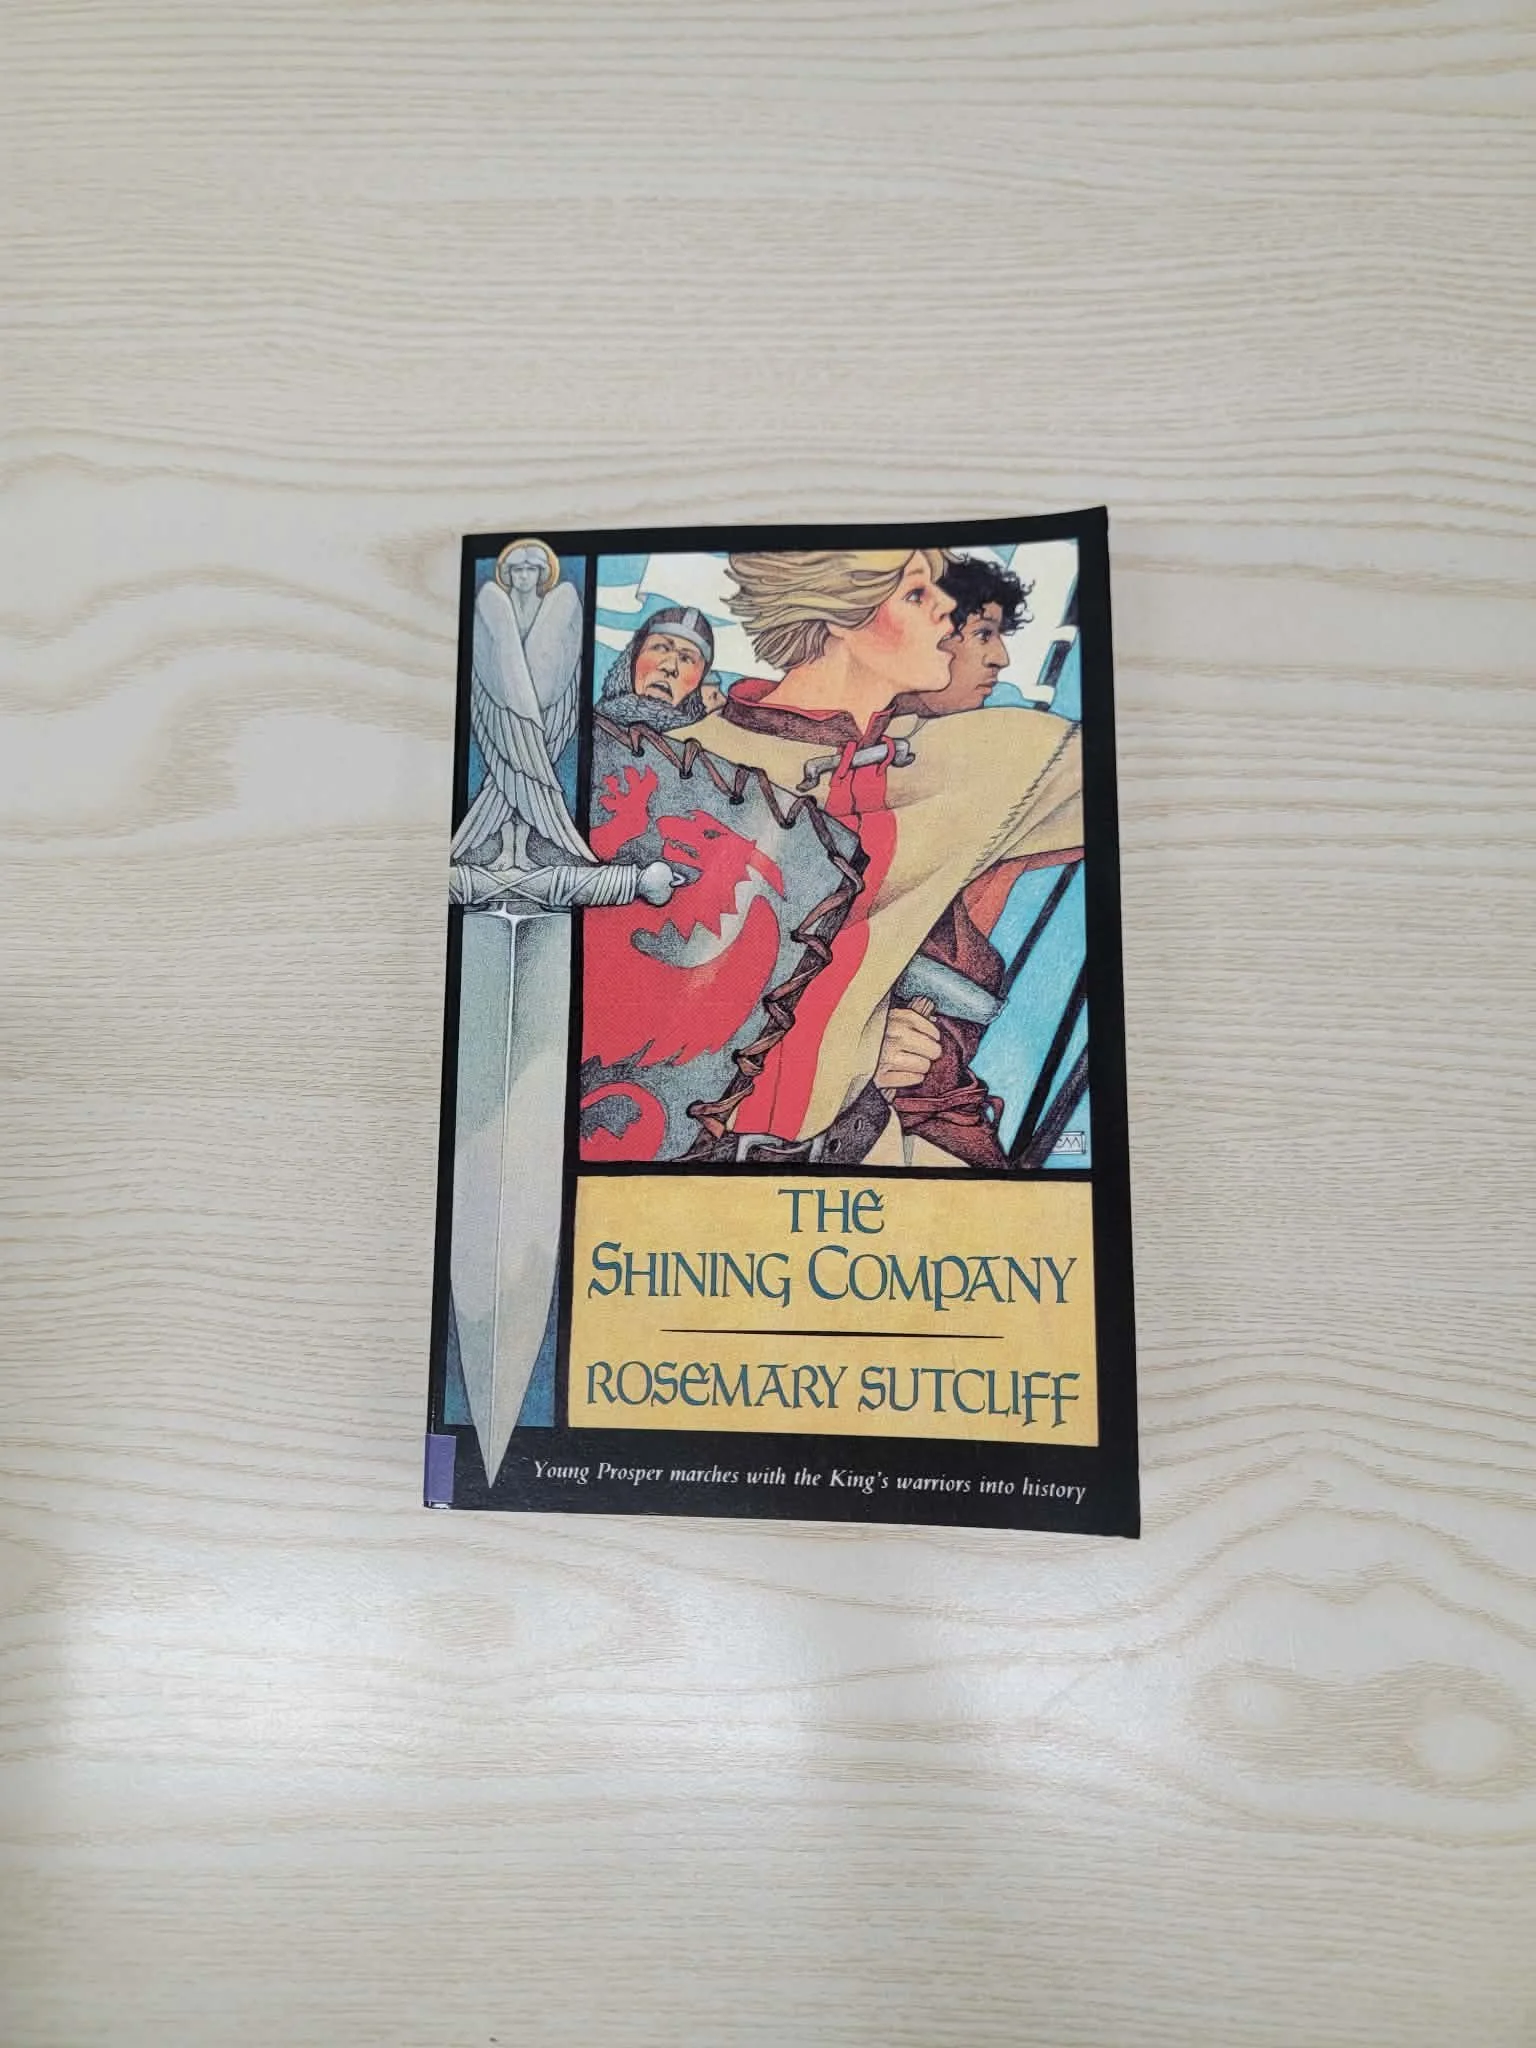 THE
SHINING COMPANY
ROSEMARY SUTCLIFF
Young Prosper marches with the King's warriors into history